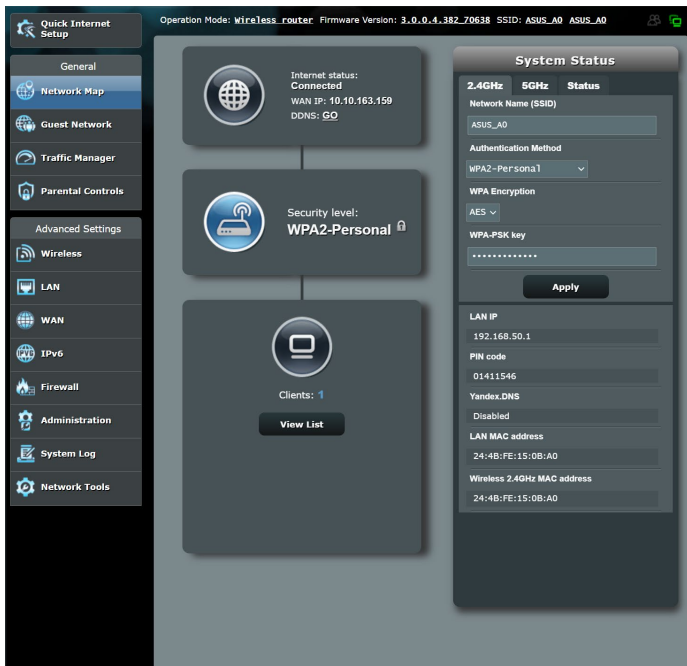 Quick Internet
Setup
Operation Mode: Wireless router Firmware Version: 3.0.0.4.382_70638 SSID: ASUS_A0 ASUS_A0
General
Network Map
Guest Network
Traffic Manager
Parental Controls
Advanced Settings
Wireless
LAN
WAN
IPv6
IPv6
Firewall
Administration
System Log
Network Tools
Internet status:
Connected
WAN IP: 10.10.163.159
DDNS: GO
Security level:
WPA2-Personal
Clients: 1
View List
System Status
2.4GHz 5GHz Status
Network Name (SSID)
ASUS_A0
Authentication Method
WPA2-Personal
WPA Encryption
AES
WPA-PSK key
•••••••••••••
Apply
LAN IP
192.168.50.1
PIN code
01411546
Yandex.DNS
Disabled
LAN MAC address
24:4B:FE:15:0B:A0
Wireless 2.4GHz MAC address
24:4B:FE:15:0B:A0